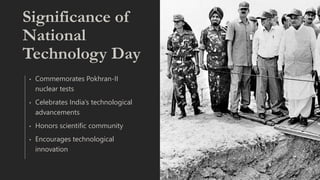 Significance of
National
Technology Day
• Commemorates Pokhran-II
nuclear tests
• Celebrates India's technological
advancements
• Honors scientific community
• Encourages technological
innovation